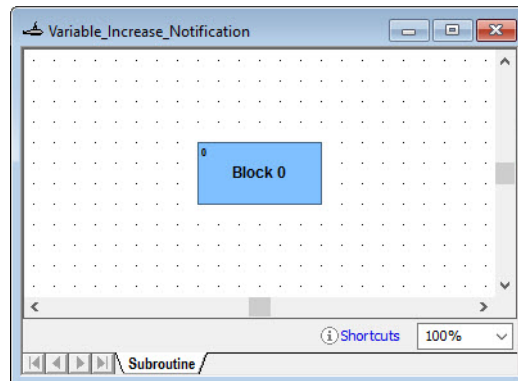 Variable_Increase_Notification
0
Block 0
Shortcuts 100%
Subroutine